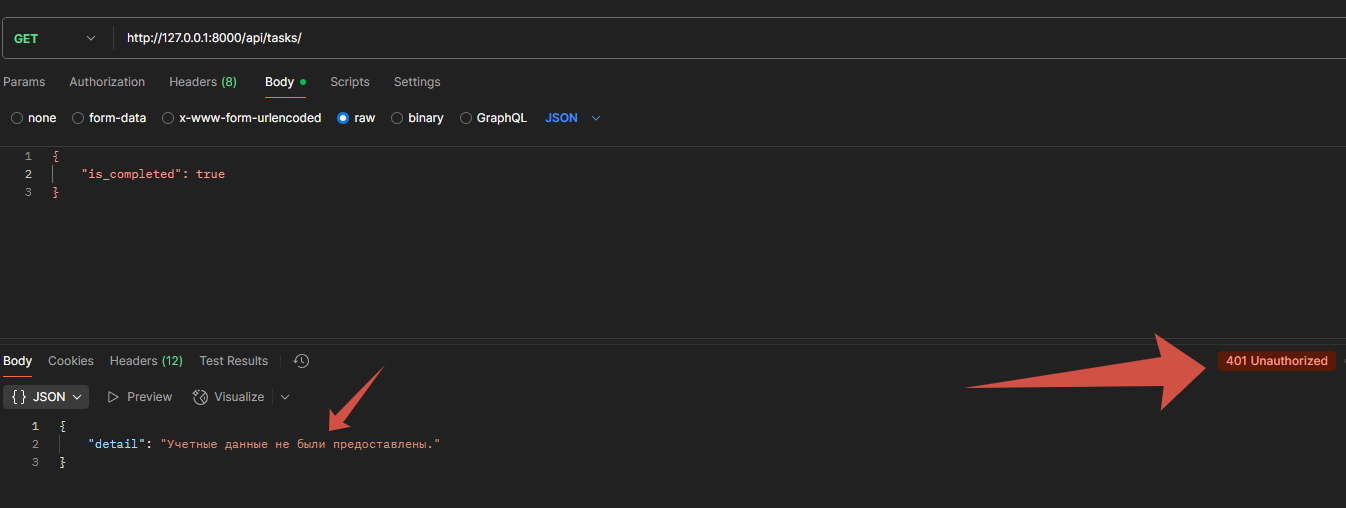 GET http://127.0.0.1:8000/api/tasks/
Params Authorization Headers (8) Body Scripts Settings
none form-data x-www-form-urlencoded raw binary GraphQL JSON
1 {
2 "is_completed": true
3 }
Body Cookies Headers (12) Test Results 401 Unauthorized
{} JSON Preview Visualize
1 {
2 "detail": "Учетные данные не были предоставлены."
3 }